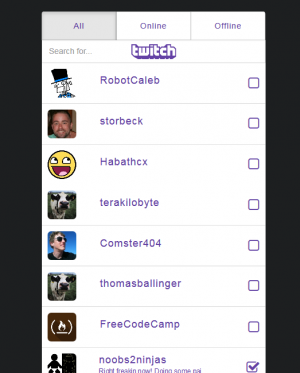 All Online Offline
Search for... twitch
RobotCaleb
storbeck
Habathcx
terakilobyte
Comster404
thomasballinger
FreeCodeCamp
noobs2ninjas
Right freakin now! Doing some